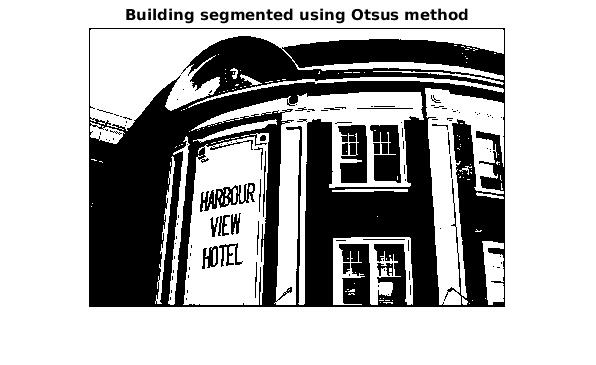 Building segmented using Otsus method
HARBOUR
VIEW
HOTEL